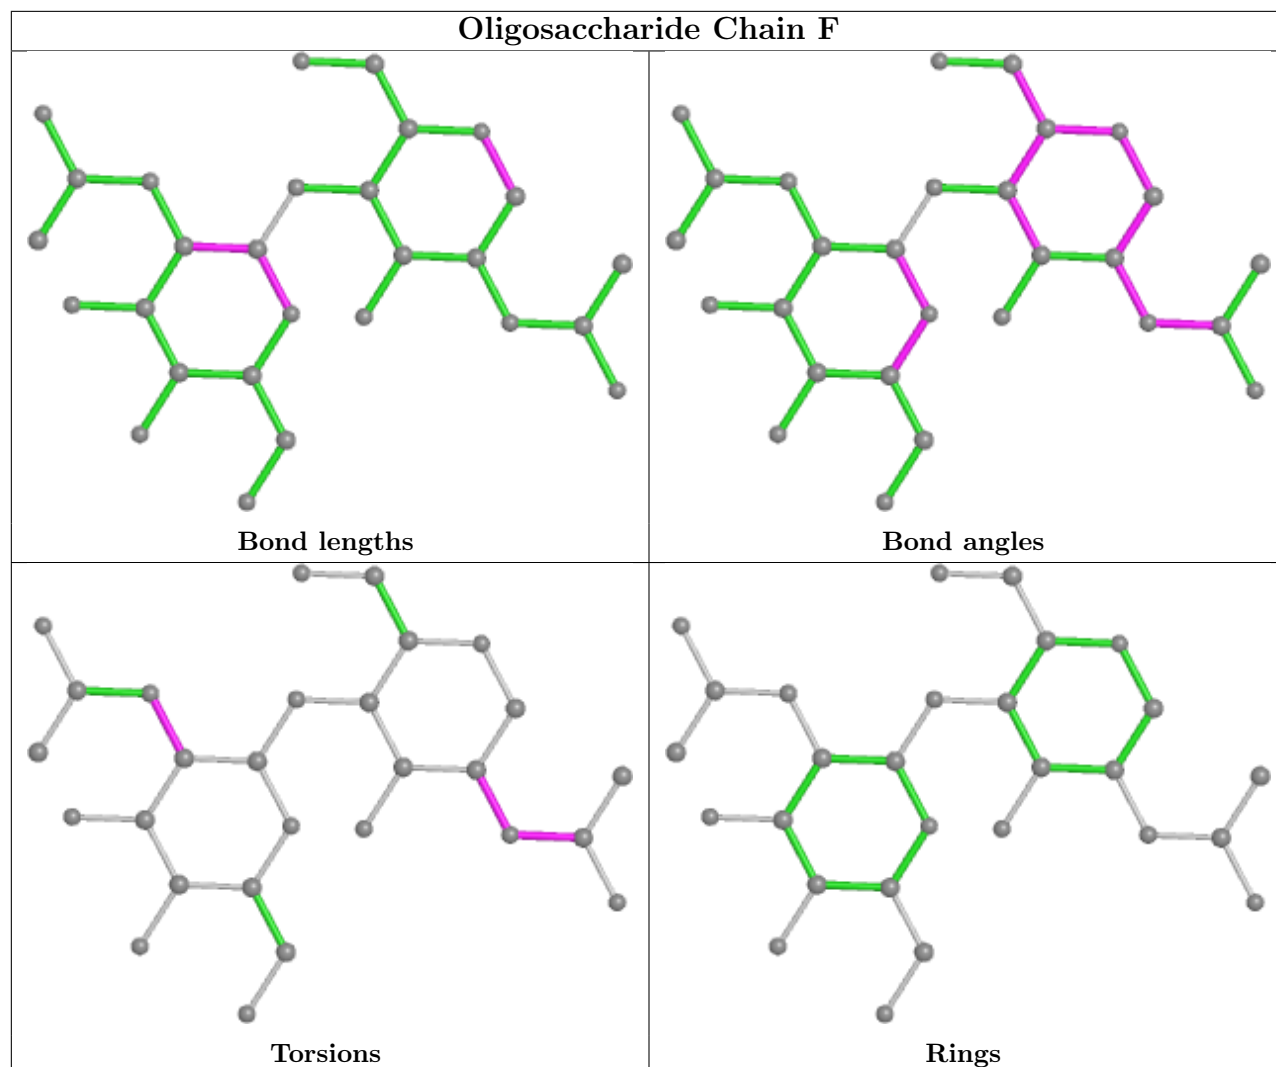 Oligosaccharide Chain F
Bond lengths
Bond angles
Torsions
Rings